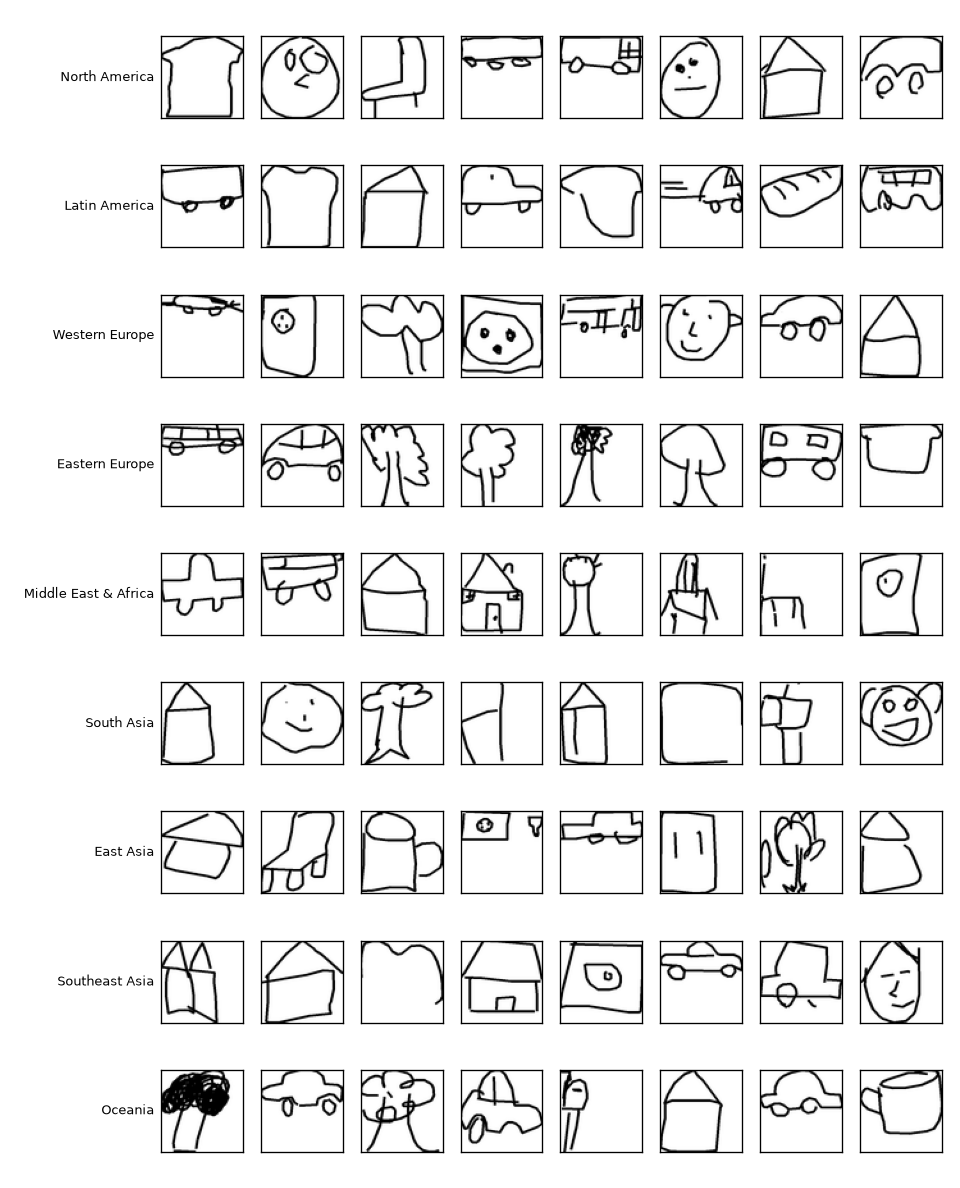 North America
Latin America
Western Europe
Eastern Europe
Middle East & Africa
South Asia
East Asia
Southeast Asia
Oceania